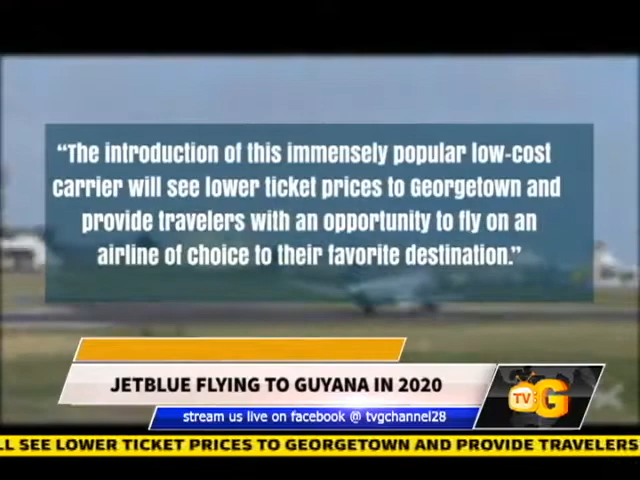 “The introduction of this immensely popular low-cost
carrier will see lower ticket prices to Georgetown and
provide travelers with an opportunity to fly on an
airline of choice to their favorite destination.”
JETBLUE FLYING TO GUYANA IN 2020
TV G
stream us live on facebook @ tvgchannel28
LL SEE LOWER TICKET PRICES TO GEORGETOWN AND PROVIDE TRAVELERS